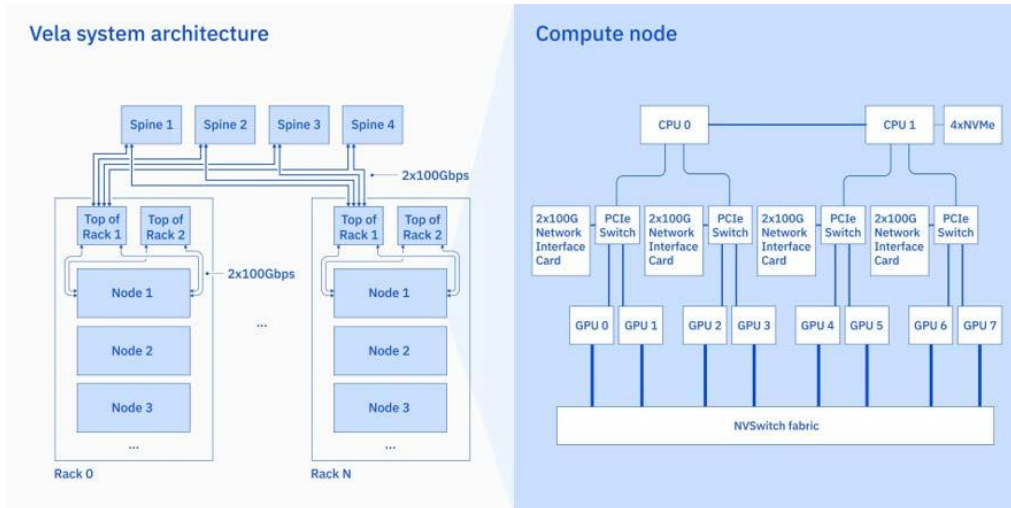 Vela system architecture
Spine 1
Spine 2
Spine 3
Spine 4
2x100Gbps
Top of
Rack 1
Top of
Rack 2
Top of
Rack 1
Top of
Rack 2
2x100Gbps
Node 1
Node 2
Node 3
...
Rack 0
...
Node 1
Node 2
Node 3
...
Rack N
Compute node
CPU 0
CPU 1
4xNVMe
2x100G
Network
Interface
Card
PCIe
Switch
2x100G
Network
Interface
Card
PCIe
Switch
2x100G
Network
Interface
Card
PCIe
Switch
2x100G
Network
Interface
Card
PCIe
Switch
GPU 0
GPU 1
GPU 2
GPU 3
GPU 4
GPU 5
GPU 6
GPU 7
NVSwitch fabric